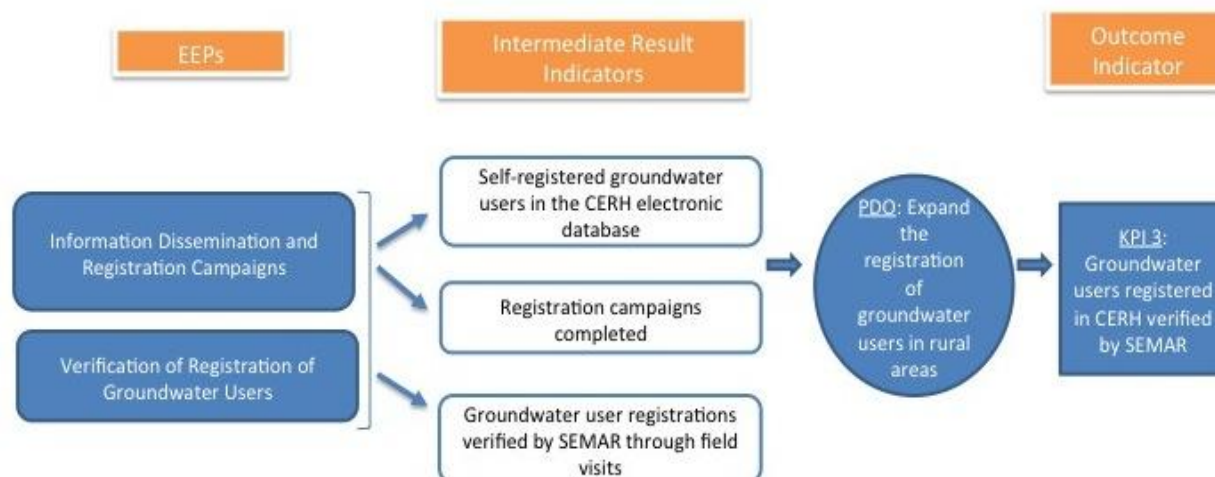 EEPs
Intermediate Result
Indicators
Outcome
Indicator
Information Dissemination and
Registration Campaigns
Verification of Registration of
Groundwater Users
Self-registered groundwater
users in the CERH electronic
database
Registration campaigns
completed
Groundwater user registrations
verified by SEMAR through field
visits
PDO: Expand
the
registration
of
groundwater
users in rural
areas
KPI 3:
Groundwater
users registered
in CERH verified
by SEMAR